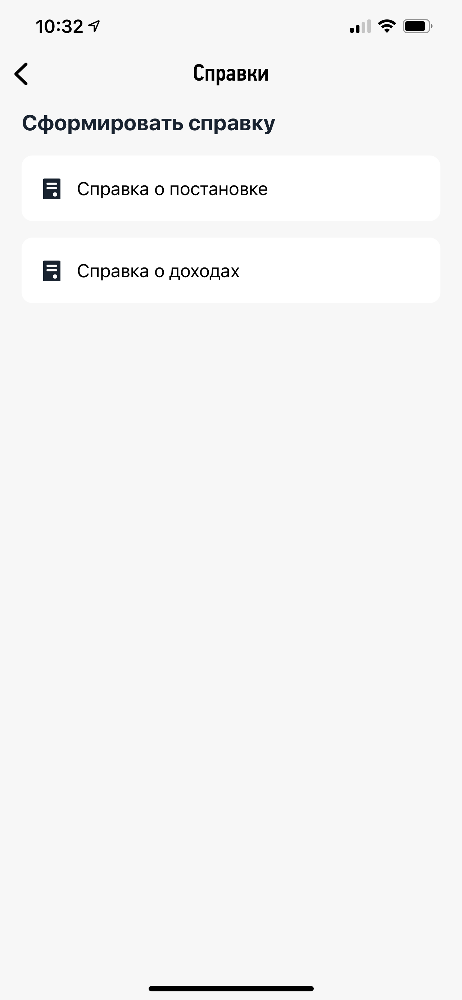 10:32
Справки
Сформировать справку
Справка о постановке
Справка о доходах